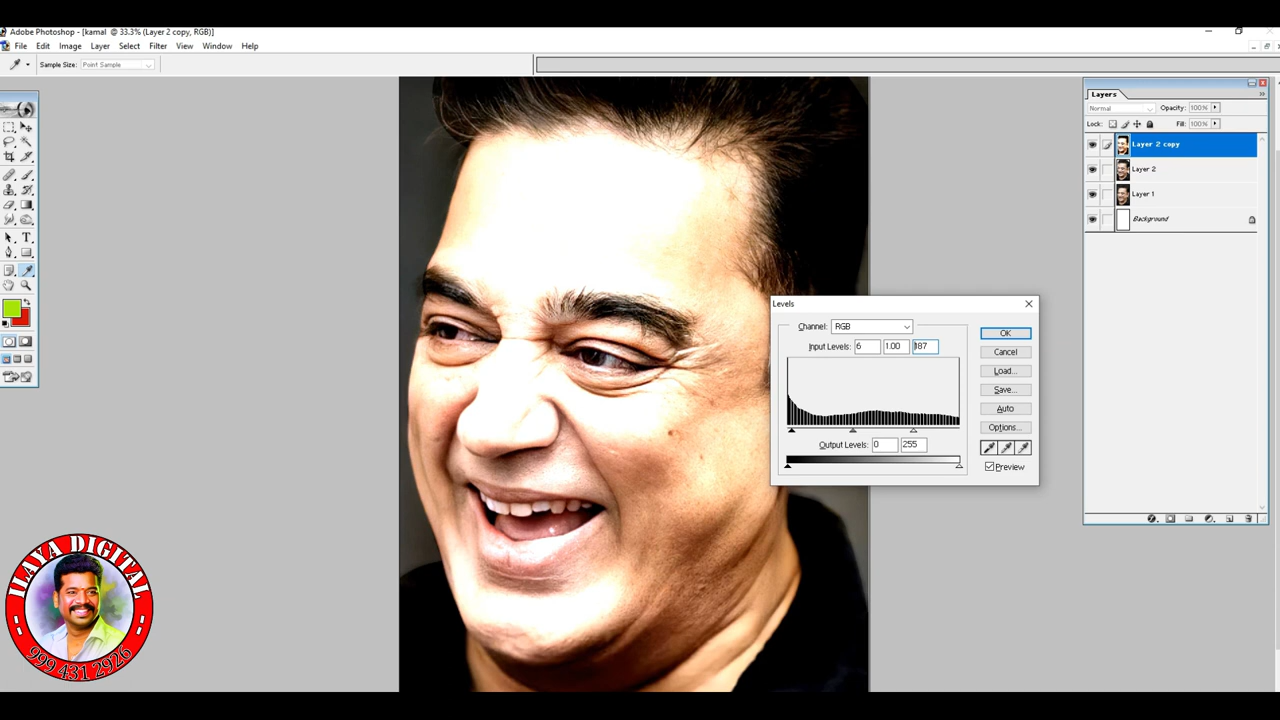 Adobe Photoshop - [kamal @ 33.3% (Layer 2 copy, RGB)]
File Edit Image Layer Select Filter View Window Help
Sample Size: Point Sample
Layers
Normal Opacity: 100%
Lock: Fill: 100%
Layer 2 copy
Layer 2
Layer 1
Background
Levels
Channel: RGB
OK
Input Levels: 6 1.00 187
Cancel
Load...
Save...
Auto
Options...
Output Levels: 0 255
Preview
ILAYA DIGITAL
999 431 2926